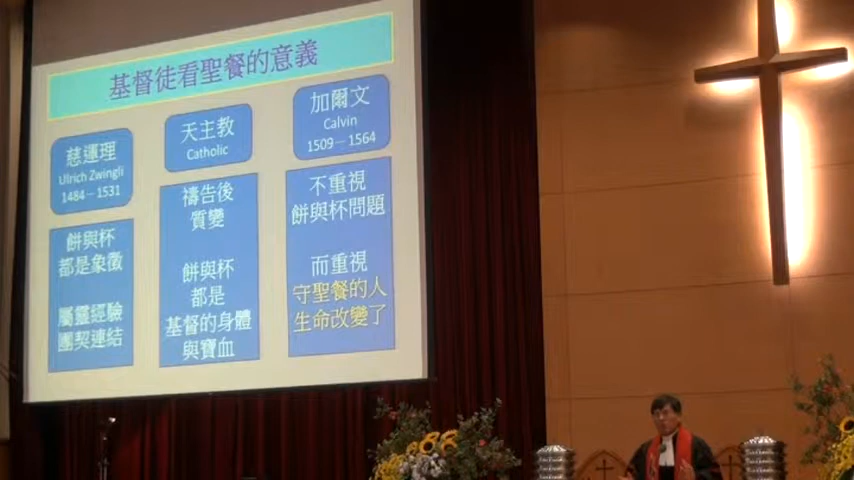 基督徒看聖餐的意義
慈運理
Ulrich Zwingli
1484－1531
餅與杯
都是象徵
屬靈經驗
團契連結
天主教
Catholic
禱告後
質變
餅與杯
都是
基督的身體
與寶血
加爾文
Calvin
1509－1564
不重視
餅與杯問題
而重視
守聖餐的人
生命改變了